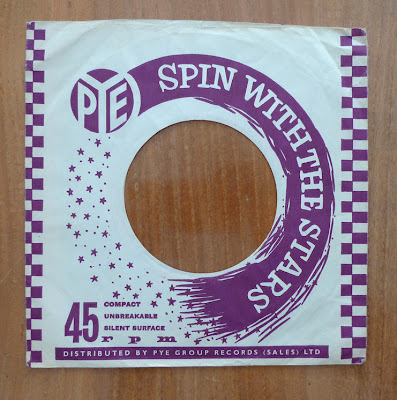 PYE
SPIN WITH THE STARS
45
COMPACT
UNBREAKABLE
SILENT SURFACE
rpm
DISTRIBUTED BY PYE GROUP RECORDS (SALES) LTD